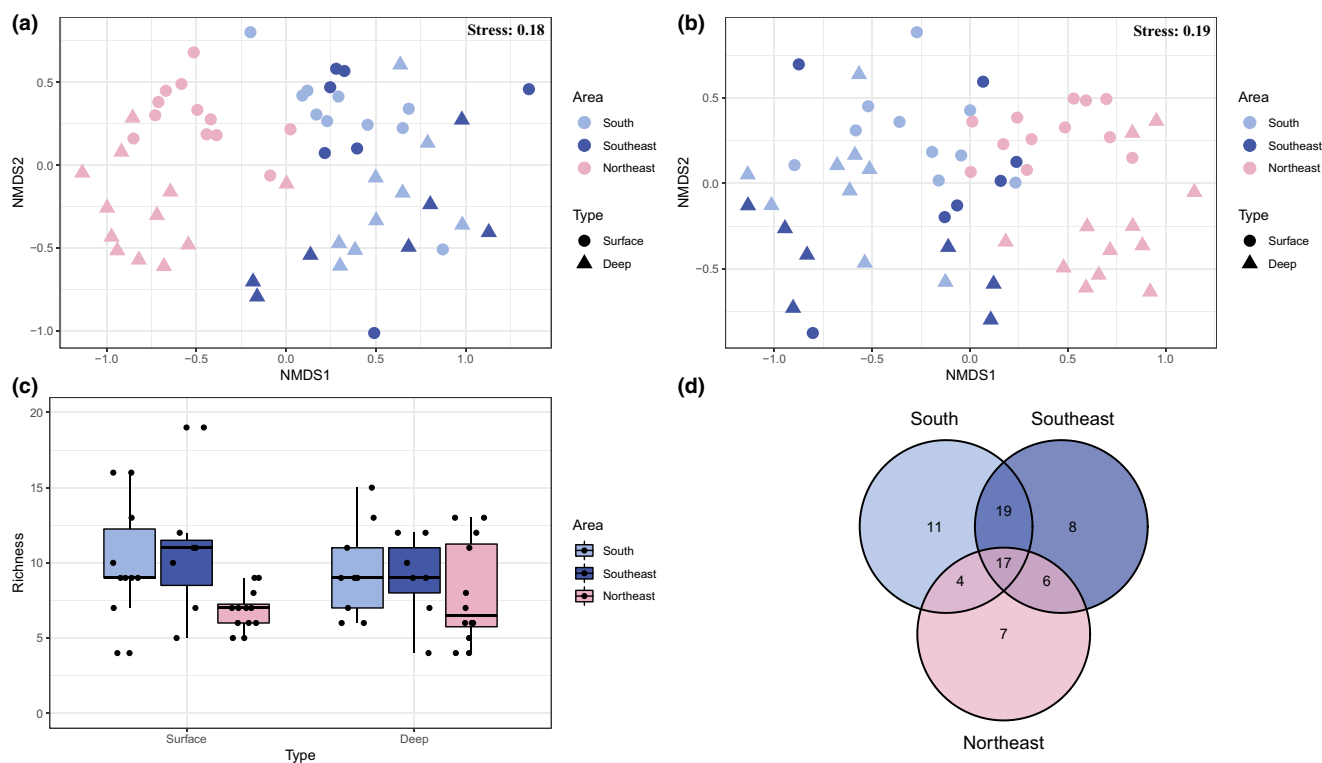 (a)
Stress: 0.18
NMDS2
0.5
0.0
−0.5
−1.0
−1.0 −0.5 0.0 0.5 1.0
NMDS1
Area
South
Southeast
Northeast
Type
Surface
Deep
(b)
Stress: 0.19
NMDS2
0.5
0.0
−0.5
−1.0 −0.5 0.0 0.5 1.0
NMDS1
Area
South
Southeast
Northeast
Type
Surface
Deep
(c)
Richness
20
15
10
5
0
Surface Deep
Type
Area
South
Southeast
Northeast
(d)
South Southeast
11 19 8
17
4 6
7
Northeast